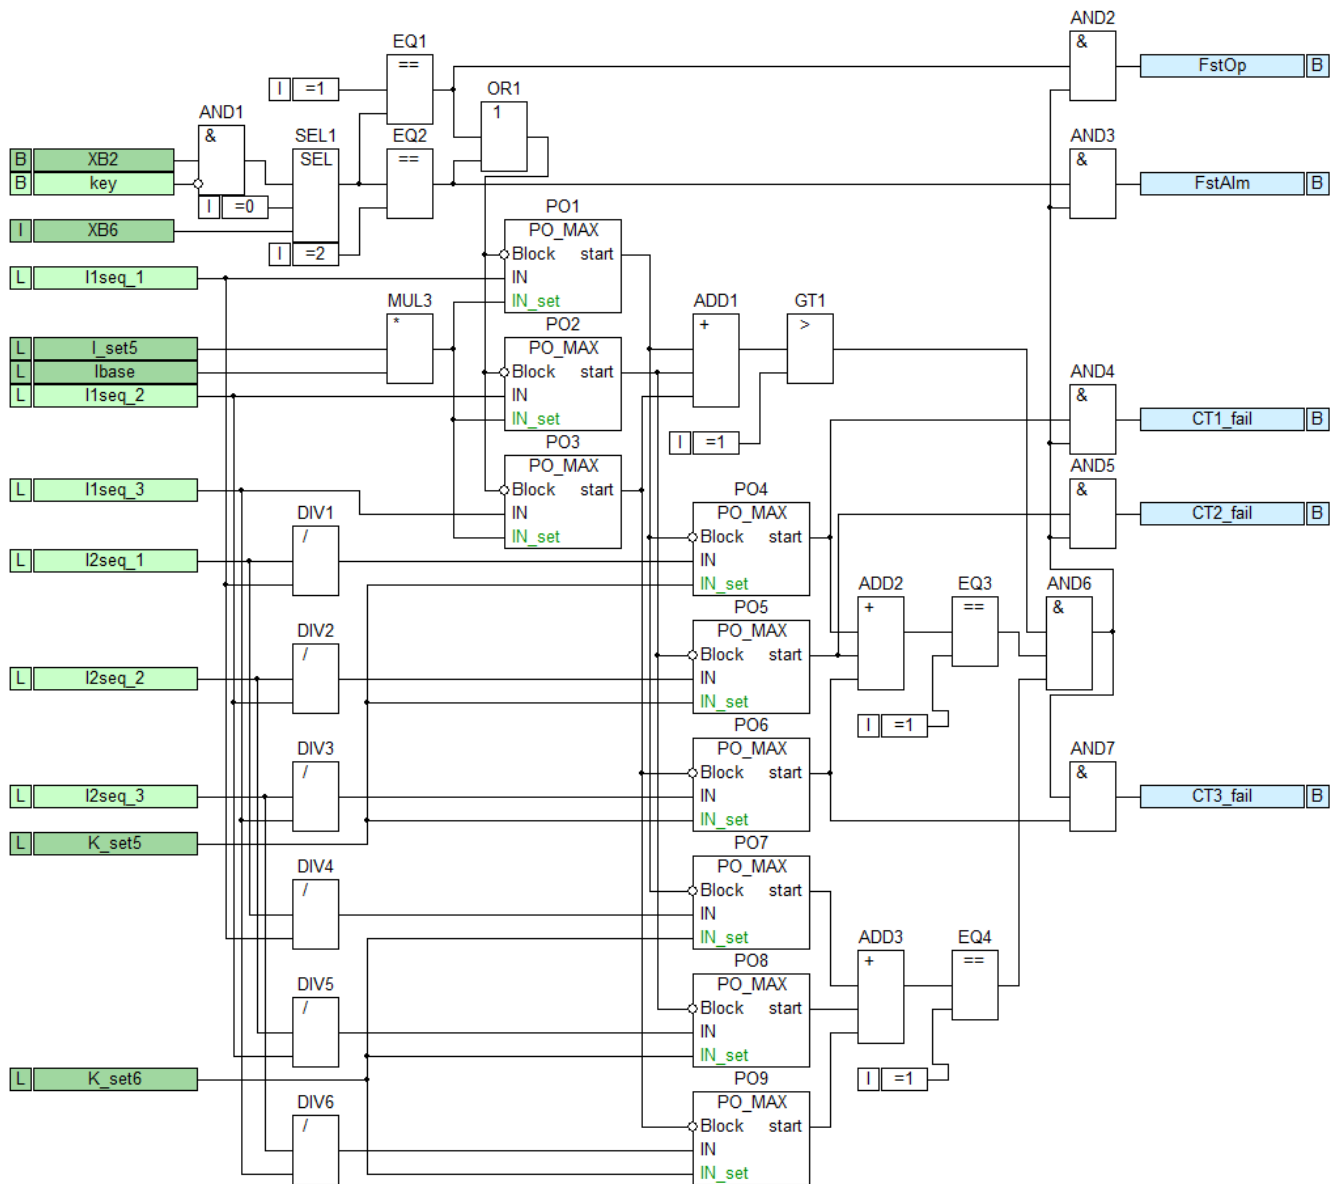 AND2
&
FstOp B
EQ1
==
I =1
OR1
1
AND1
&
SEL1
SEL
EQ2
==
AND3
&
B XB2
B key
FstAlm B
I =0
I XB6
I =2
PO1
PO_MAX
Block start
IN
IN_set
L I1seq_1
MUL3
*
ADD1
+
GT1
>
PO2
PO_MAX
Block start
IN
IN_set
L I_set5
L Ibase
L I1seq_2
AND4
&
CT1_fail B
I =1
PO3
PO_MAX
Block start
IN
IN_set
L I1seq_3
AND5
&
CT2_fail B
PO4
PO_MAX
Block start
IN
IN_set
DIV1
/
L I2seq_1
ADD2
+
EQ3
==
AND6
&
PO5
PO_MAX
Block start
IN
IN_set
DIV2
/
L I2seq_2
I =1
PO6
PO_MAX
Block start
IN
IN_set
DIV3
/
AND7
&
L I2seq_3
CT3_fail B
L K_set5
PO7
PO_MAX
Block start
IN
IN_set
DIV4
/
ADD3
+
EQ4
==
PO8
PO_MAX
Block start
IN
IN_set
DIV5
/
L K_set6
I =1
PO9
PO_MAX
Block start
IN
IN_set
DIV6
/